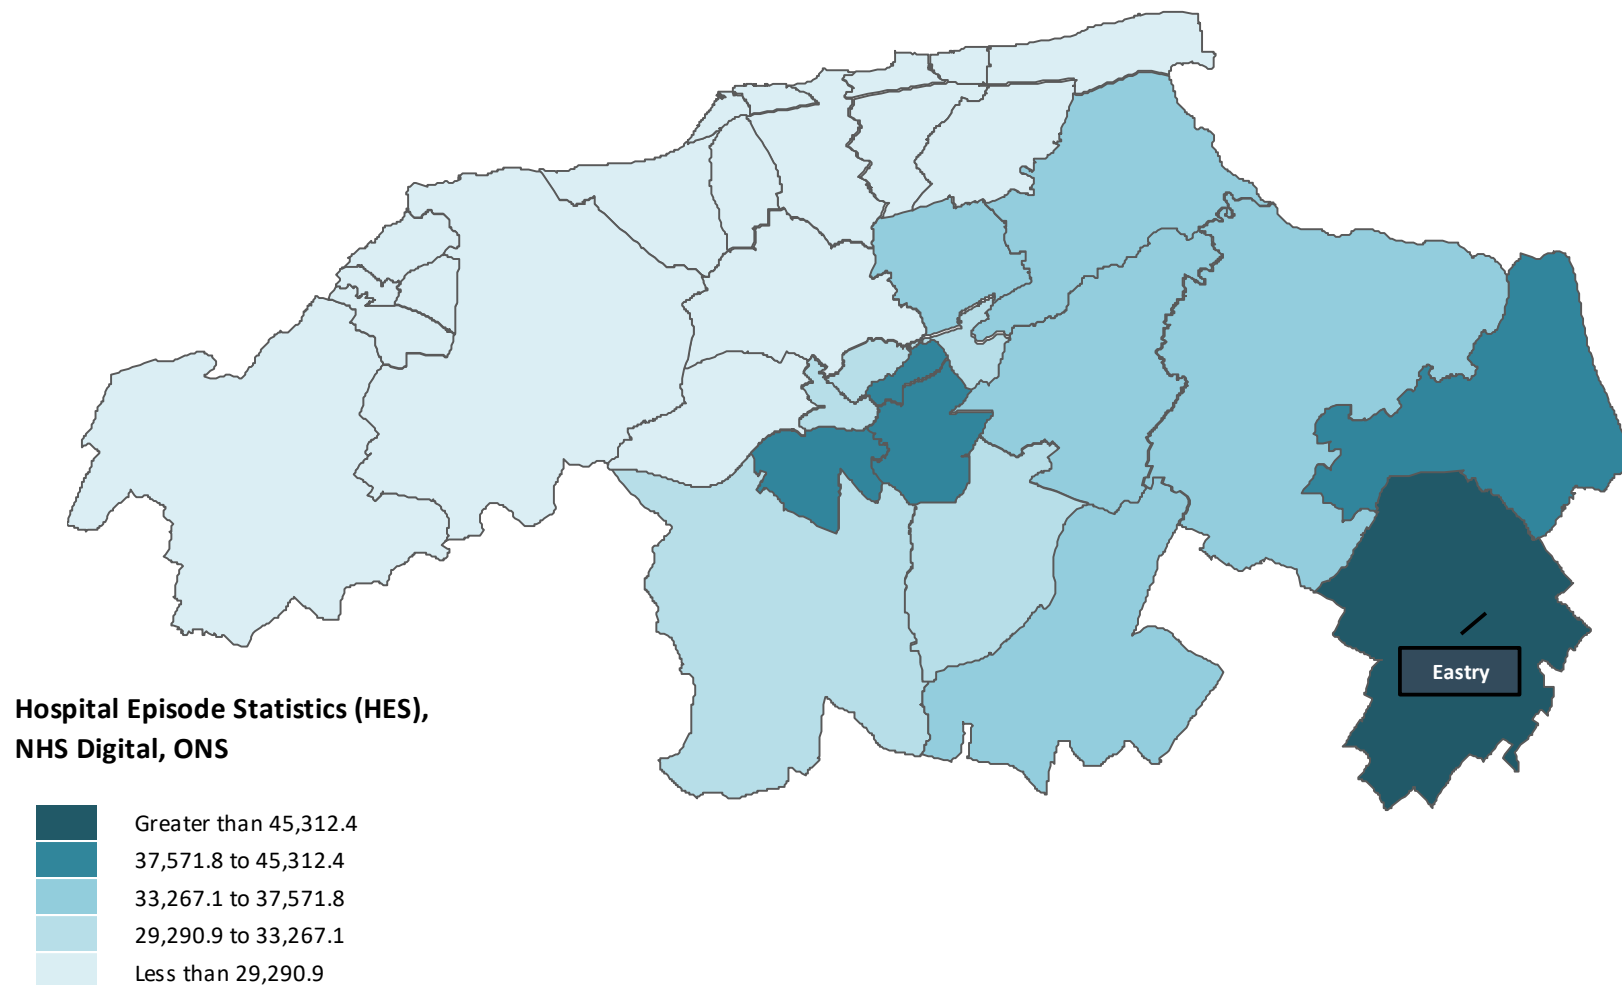 Eastry
Hospital Episode Statistics (HES),
NHS Digital, ONS
Greater than 45,312.4
37,571.8 to 45,312.4
33,267.1 to 37,571.8
29,290.9 to 33,267.1
Less than 29,290.9